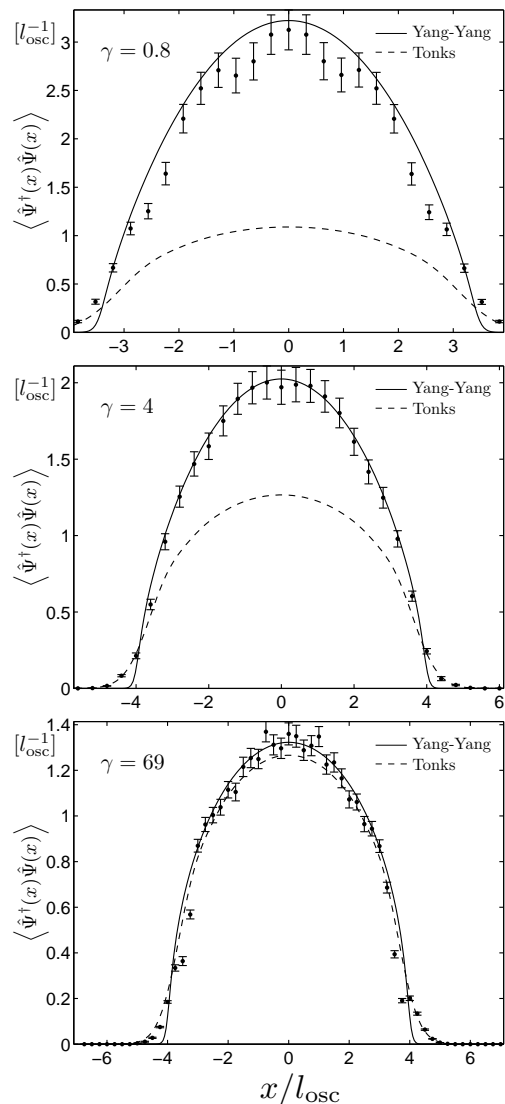 [l_osc^-1]
γ = 0.8
Yang-Yang
Tonks
⟨Ψ̂†(x)Ψ̂(x)⟩
3
2.5
2
1.5
1
0.5
0
−3 −2 −1 0 1 2 3
[l_osc^-1]
γ = 4
Yang-Yang
Tonks
⟨Ψ̂†(x)Ψ̂(x)⟩
2
1.5
1
0.5
0
−4 −2 0 2 4 6
[l_osc^-1]
γ = 69
Yang-Yang
Tonks
⟨Ψ̂†(x)Ψ̂(x)⟩
1.4
1.2
1
0.8
0.6
0.4
0.2
0
−6 −4 −2 0 2 4 6
x/l_osc